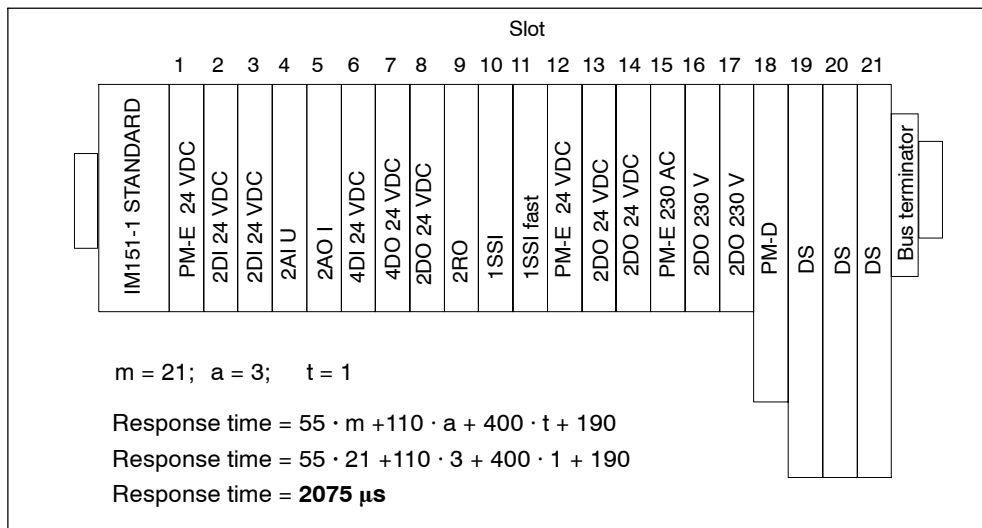 Slot
1 2 3 4 5 6 7 8 9 10 11 12 13 14 15 16 17 18 19 20 21
IM151-1 STANDARD
PM-E 24 VDC
2DI 24 VDC
2DI 24 VDC
2AI U
2AO I
4DI 24 VDC
4DO 24 VDC
2DO 24 VDC
2RO
1SSI
1SSI fast
PM-E 24 VDC
2DO 24 VDC
2DO 24 VDC
PM-E 230 AC
2DO 230 V
2DO 230 V
PM-D
DS
DS
DS
Bus terminator
m = 21; a = 3; t = 1
Response time = 55 · m +110 · a + 400 · t + 190
Response time = 55 · 21 +110 · 3 + 400 · 1 + 190
Response time = 2075 μs